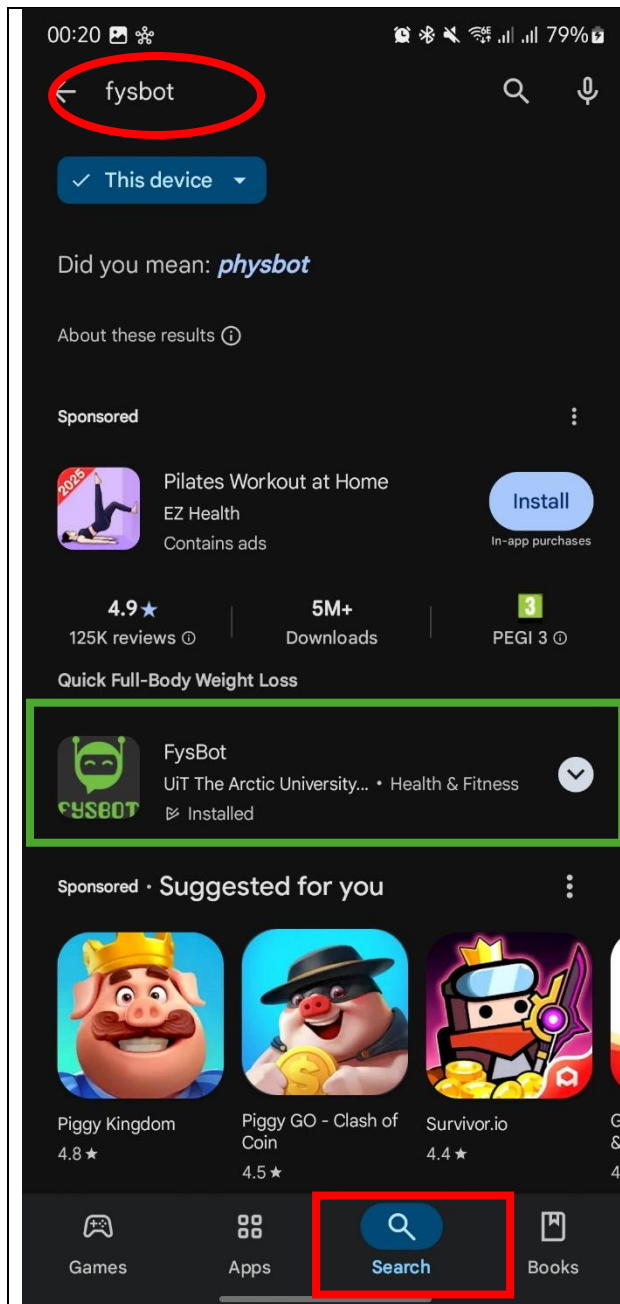 00:20 79%
fysbot
This device
Did you mean: physbot
About these results
Sponsored
2025
Pilates Workout at Home
EZ Health
Contains ads
Install
In-app purchases
4.9★ 5M+ 3
125K reviews Downloads PEGI 3
Quick Full-Body Weight Loss
FysBot
UiT The Arctic University... • Health & Fitness
Installed
FYSBOT
Sponsored · Suggested for you
Piggy Kingdom
4.8★
Piggy GO - Clash of
Coin
4.5★
Survivor.io
4.4★
G
&
4
Games Apps Search Books